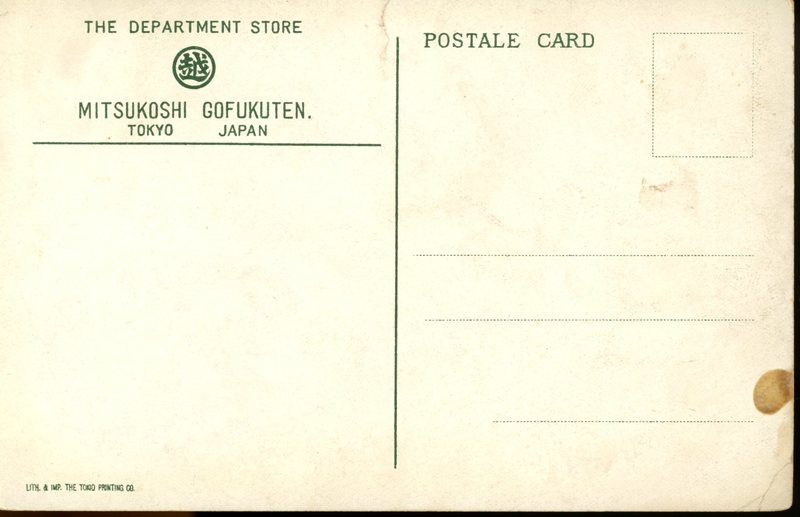 THE DEPARTMENT STORE
越
MITSUKOSHI GOFUKUTEN.
TOKYO JAPAN
POSTALE CARD
LITH. & IMP. THE TOKIO PRINTING CO.